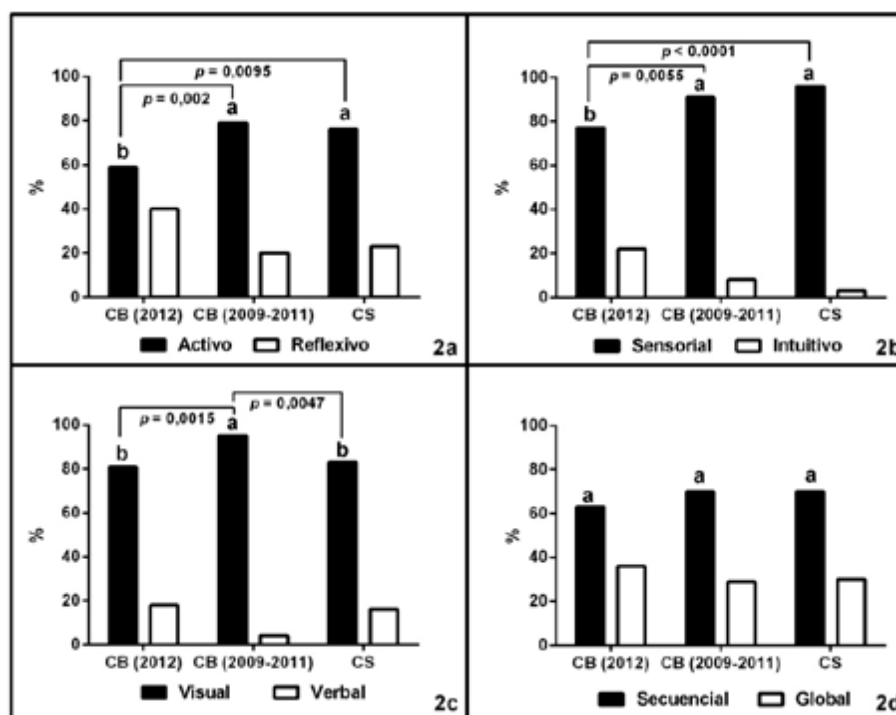 p = 0,0095
p = 0,002
100
80
60
40
20
0
%
b
a
a
CB (2012) CB (2009-2011) CS
Activo Reflexivo
2a
p < 0,0001
p = 0,0055
100
80
60
40
20
0
%
b
a
a
CB (2012) CB (2009-2011) CS
Sensorial Intuitivo
2b
p = 0,0015
p = 0,0047
100
80
60
40
20
0
%
b
a
b
CB (2012) CB (2009-2011) CS
Visual Verbal
2c
100
80
60
40
20
0
%
a
a
a
CB (2012) CB (2009-2011) CS
Secuencial Global
2d